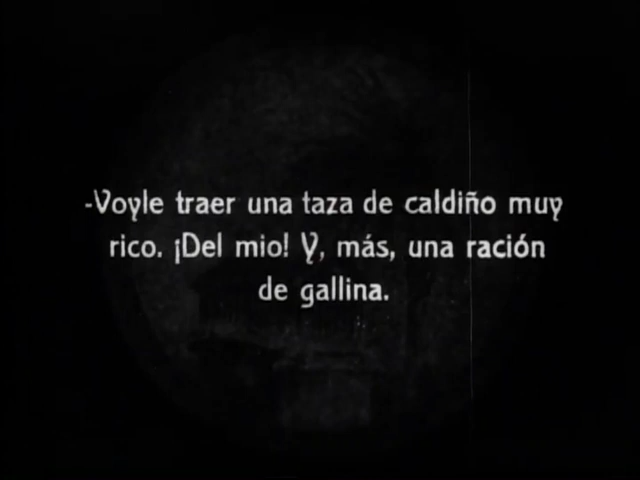 -Voyle traer una taza de caldiño muy
rico. ¡Del mio! Y, más, una ración
de gallina.